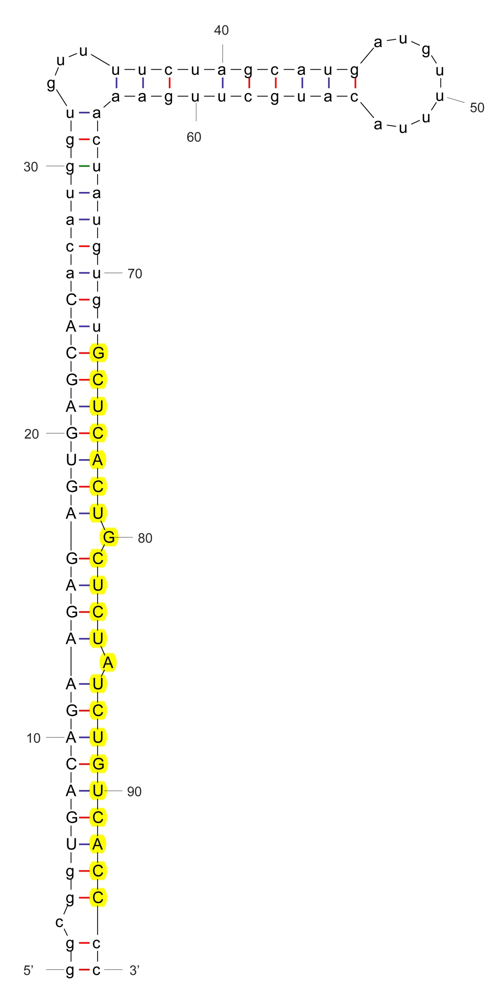 40
u u a u g
u u c u a g c a u g u
g a a g u u c g u a c u 50
u a a u u
g c 60
30 g u
u a
a u
c g
a u 70
C g
A u
C G
G C
A U
20 G C
U A
G C
A U
G 80
G C
A U
G C
A U
A
A U
G C
10 A U
C G
A U 90
G C
U A
g C
g C
c
g c
5’ g c 3’